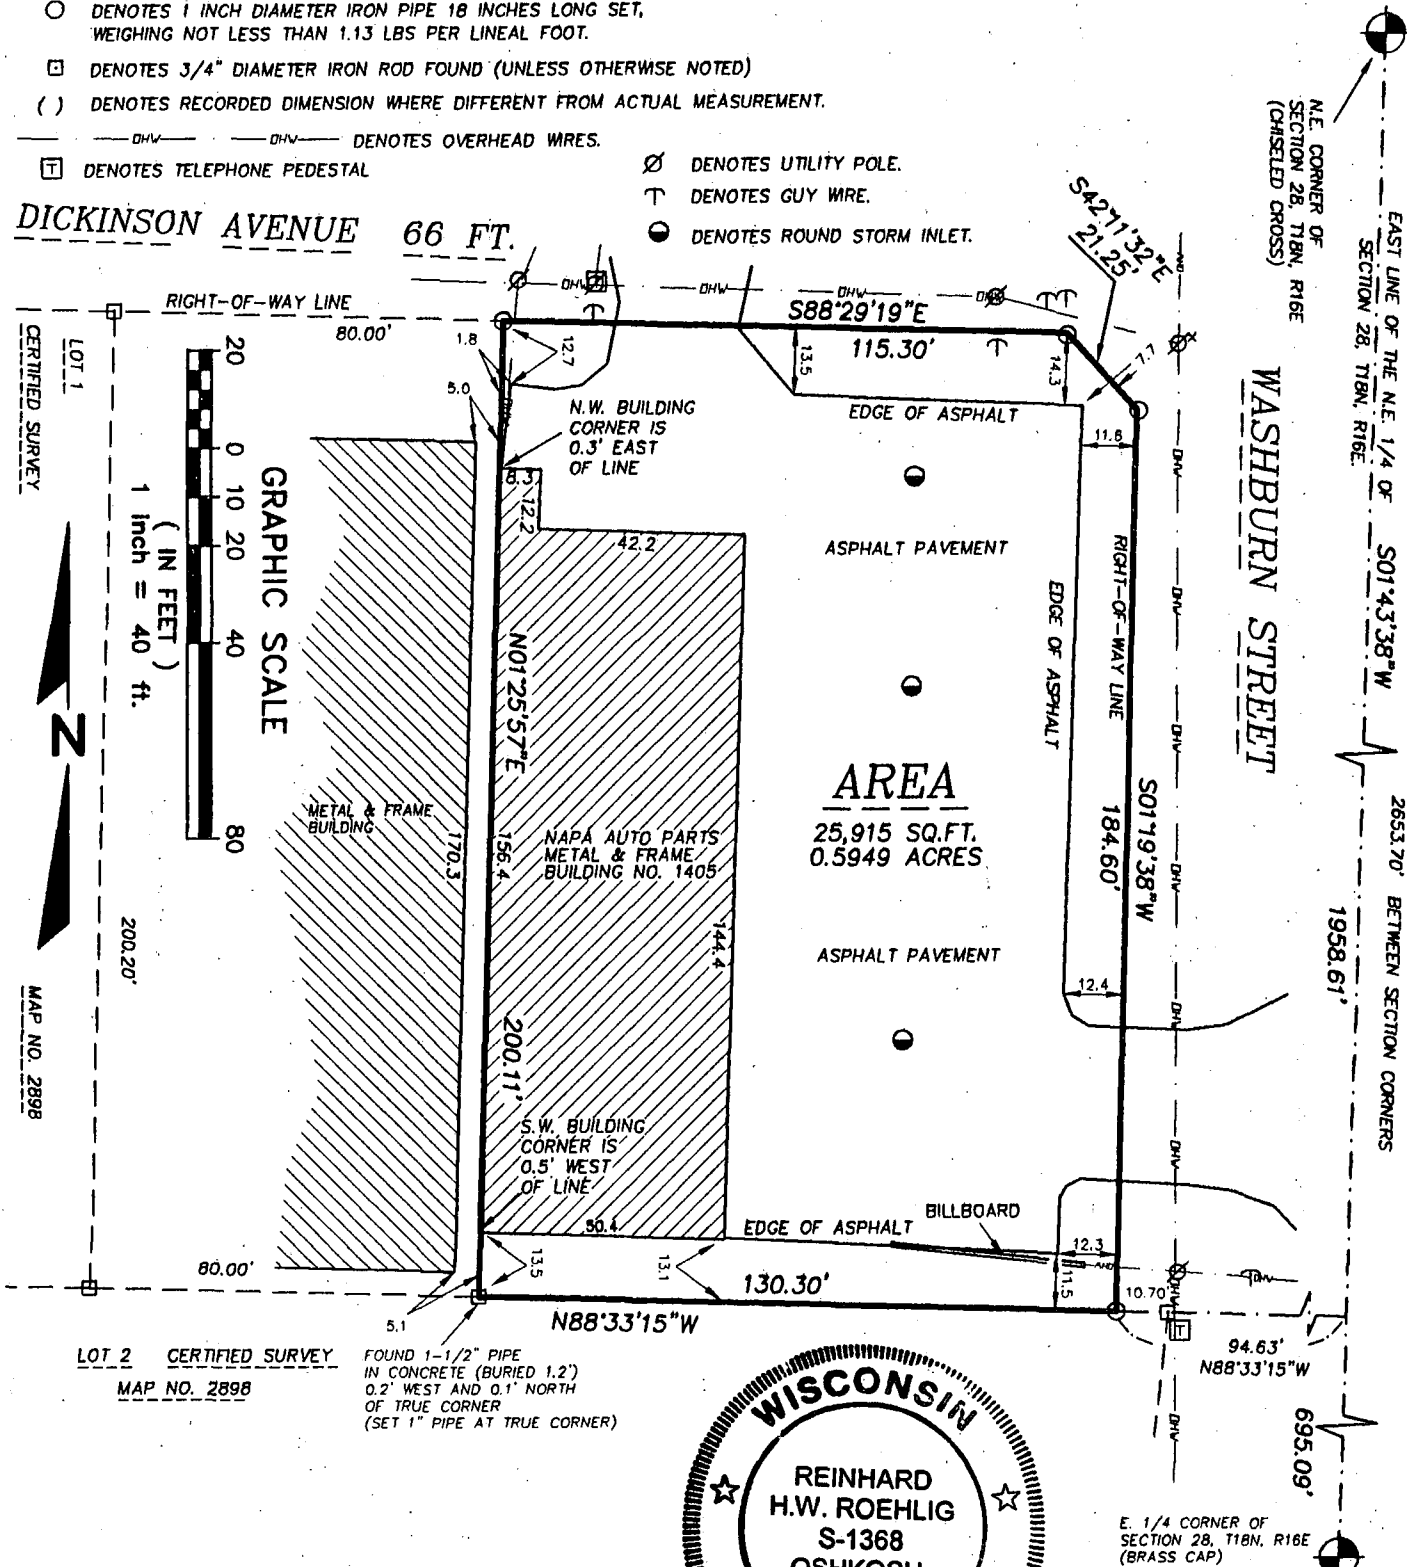 DENOTES 1 INCH DIAMETER IRON PIPE 18 INCHES LONG SET,
WEIGHING NOT LESS THAN 1.13 LBS PER LINEAL FOOT.
DENOTES 3/4" DIAMETER IRON ROD FOUND (UNLESS OTHERWISE NOTED)
( ) DENOTES RECORDED DIMENSION WHERE DIFFERENT FROM ACTUAL MEASUREMENT.
OHW OHW DENOTES OVERHEAD WIRES.
T DENOTES TELEPHONE PEDESTAL
DENOTES UTILITY POLE.
DENOTES GUY WIRE.
DENOTES ROUND STORM INLET.
DICKINSON AVENUE 66 FT.
RIGHT-OF-WAY LINE
80.00'
N.E. CORNER OF
SECTION 28, T18N, R16E
(CHISELED CROSS)
EAST LINE OF THE N.E. 1/4 OF
SECTION 28, T18N, R16E.
S01°43'38"W
2653.70' BETWEEN SECTION CORNERS
1958.61'
695.09'
S42°11'32"E
21.25'
OHW
OHW
OHW
OHW
S88°29'19"E
115.30'
1.8
12.7
5.0
13.5
14.3
7.7
11.6
N.W. BUILDING
CORNER IS
0.3' EAST
OF LINE
EDGE OF ASPHALT
8.3
12.2
42.2
ASPHALT PAVEMENT
EDGE OF ASPHALT
RIGHT-OF-WAY LINE
WASHBURN STREET
OHW
OHW
OHW
OHW
OHW
OHW
OHW
OHW
LOT 1
CERTIFIED SURVEY
MAP NO. 2898
20
0
10
20
40
80
GRAPHIC SCALE
( IN FEET )
1 inch = 40 ft.
N
200.20'
METAL & FRAME
BUILDING
170.3
156.4
N01°25'57"E
200.11'
NAPA AUTO PARTS
METAL & FRAME
BUILDING NO. 1405
144.4
AREA
25,915 SQ.FT.
0.5949 ACRES
S01°19'38"W
184.60'
ASPHALT PAVEMENT
12.4
S.W. BUILDING
CORNER IS
0.5' WEST
OF LINE
50.4
EDGE OF ASPHALT
BILLBOARD
12.3
11.5
13.5
13.1
130.30'
10.70'
N88°33'15"W
80.00'
5.1
T
94.63'
N88°33'15"W
LOT 2 CERTIFIED SURVEY
MAP NO. 2898
FOUND 1-1/2" PIPE
IN CONCRETE (BURIED 1.2')
0.2' WEST AND 0.1' NORTH
OF TRUE CORNER
(SET 1" PIPE AT TRUE CORNER)
WISCONSIN
REINHARD
H.W. ROEHLIG
S-1368
OSHKOSH
E. 1/4 CORNER OF
SECTION 28, T18N, R16E
(BRASS CAP)